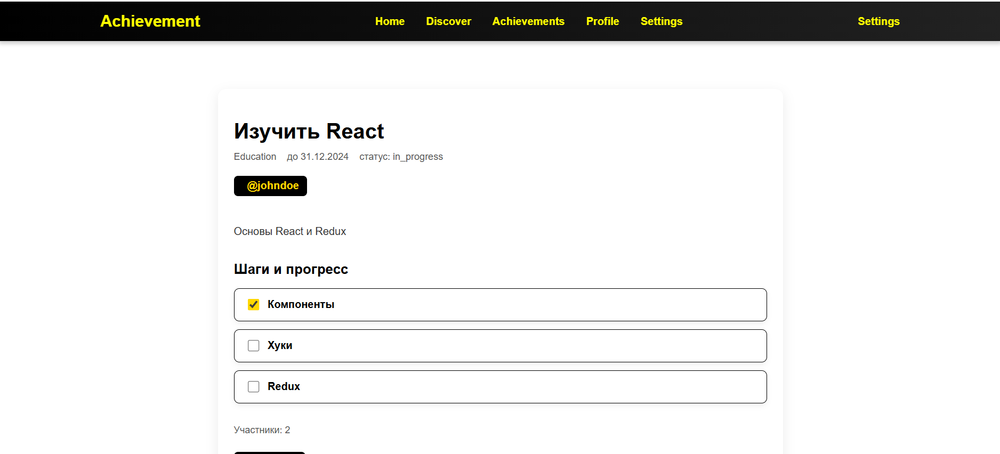 Achievement Home Discover Achievements Profile Settings Settings
Изучить React
Education до 31.12.2024 статус: in_progress
@johndoe
Основы React и Redux
Шаги и прогресс
Компоненты
Хуки
Redux
Участники: 2